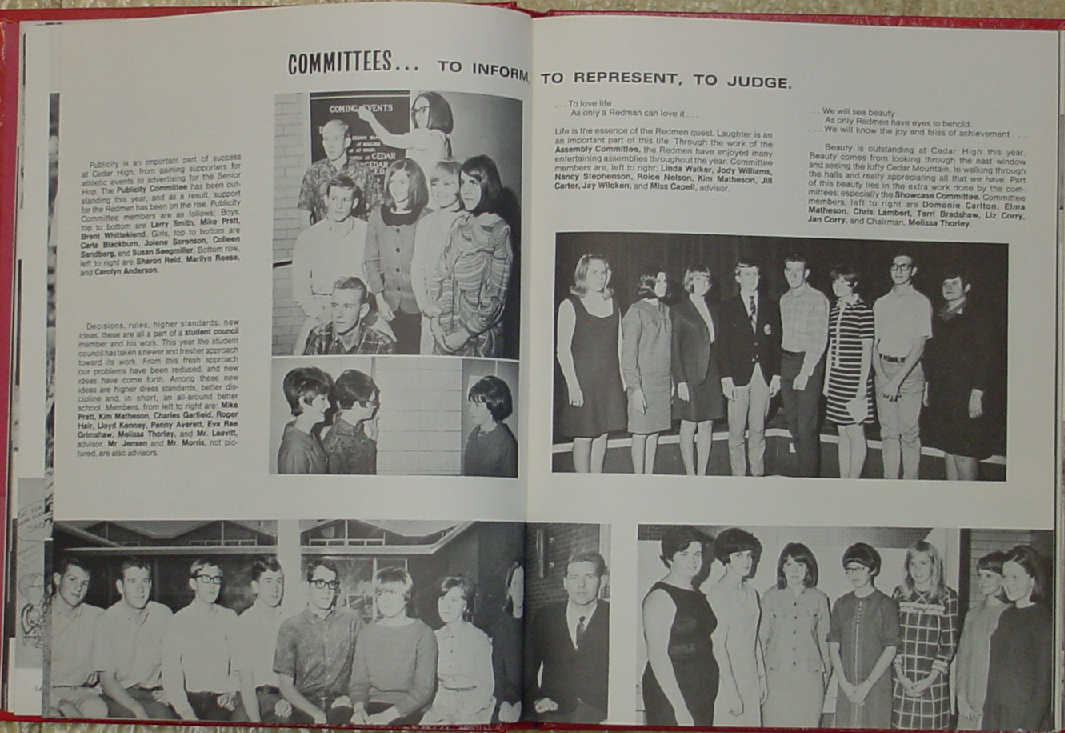 COMMITTEES... TO INFORM, TO REPRESENT, TO JUDGE.
Publicity is an important part of success
at Cedar High, from gaining supporters for
athletic events to advertising for the Senior
Hop. The Publicity Committee has been out-
standing this year, and as a result, support
for the Redmen has been on the rise. Publicity
Committee members are as follows: Boys,
top to bottom are Larry Smith, Mike Pratt,
Brent Girls, top to bottom are
Carla Blackburn, Jolene Sorenson, Colleen
Sandberg, and Susan Seegmiller. Bottom row,
left to right are Sharon Reid, Marilyn Reese,
and Carolyn Anderson.
Decisions, rules, higher standards, new
ideas; these are all a part of a student council
member and his work. This year the student
council has taken a newer and fresher approach
toward its work. From this fresh approach
our problems have been reduced, and new
ideas have come forth. Among these new
ideas are higher dress standards, better dis-
cipline and, in short, an all-around better
school. Members, from left to right are: Mike
Pratt, Kim Matheson, Charles Garfield, Roger
Hair, Lloyd Kenney, Penny Averett, Eva Rae
Grimshaw, Melissa Thorley, and Mr. Leavitt,
advisor. Mr. Jensen and Mr. Morris, not pic-
tured, are also advisors.
COMING EVENTS
CEDAR
CEDAR
...To love life...
As only a Redman can love it....
Life is the essence of the Redmen quest. Laughter is an
an important part of this life. Through the work of the
Assembly Committee, the Redmen have enjoyed many
entertaining assemblies throughout the year. Committee
members are, left to right: Linda Walker, Jody Williams,
Nancy Stephenson, Roice Nelson, Kim Matheson, Jill
Carter, Jay Wilcken, and Miss Capell, advisor.
...We will see beauty...
As only Redmen have eyes to behold.
...We will know the joy and bliss of achievement....
Beauty is outstanding at Cedar High this year.
Beauty comes from looking through the east window
and seeing the lofty Cedar Mountain, to walking through
the halls and really appreciating all that we have. Part
of this beauty lies in the extra work done by the com-
mittees, especially the Showcase Committee. Committee
members, left to right are Domonie Carlton, Elma
Matheson, Chris Lambert, Terri Bradshaw, Liz Corry,
Jan Corry, and Chairman, Melissa Thorley.